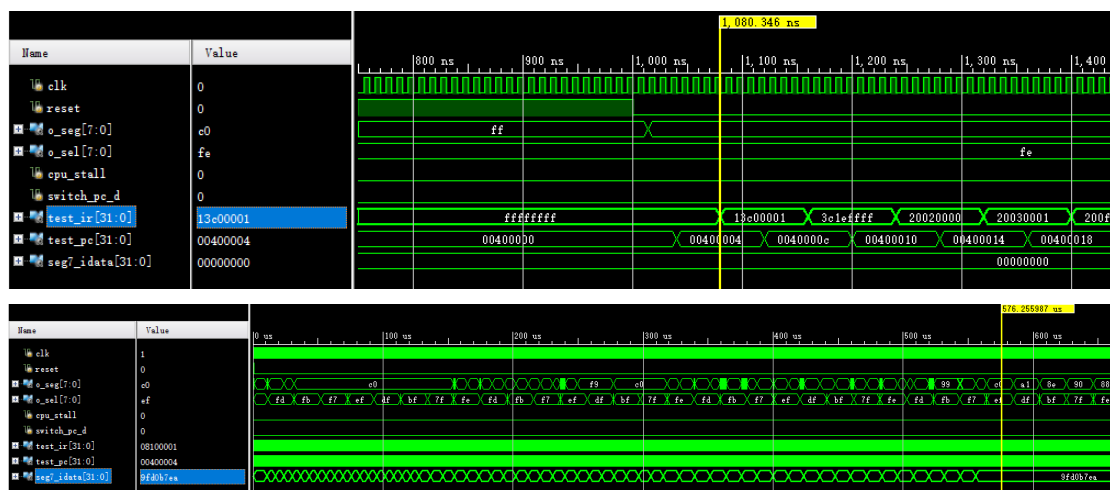 1,080.346 ns
Name Value
800 ns 900 ns 1,000 ns 1,100 ns 1,200 ns 1,300 ns 1,400
clk 0
reset 0
o_seg[7:0] c0 ff
o_sel[7:0] fe fe
cpu_stall 0
switch_pc_d 0
test_ir[31:0] 13c00001 ffffffff 13c00001 3c1effff 20020000 20030001 200f
test_pc[31:0] 00400004 00400000 00400004 0040000c 00400010 00400014 00400018
seg7_idata[31:0] 00000000 00000000
576.255987 us
Name Value
0 us 100 us 200 us 300 us 400 us 500 us 600 us
clk 1
reset 0
o_seg[7:0] c0 c0 f9 c0 99 c0 a1 8e 90 88
o_sel[7:0] ef fd fb f7 ef df bf 7f fe fd fb f7 ef df bf 7f fe fd fb f7 ef df bf 7f fe fd fb f7 ef df bf 7f fe
cpu_stall 0
switch_pc_d 0
test_ir[31:0] 08100001
test_pc[31:0] 00400004
seg7_idata[31:0] 9fd0b7ea 9fd0b7ea